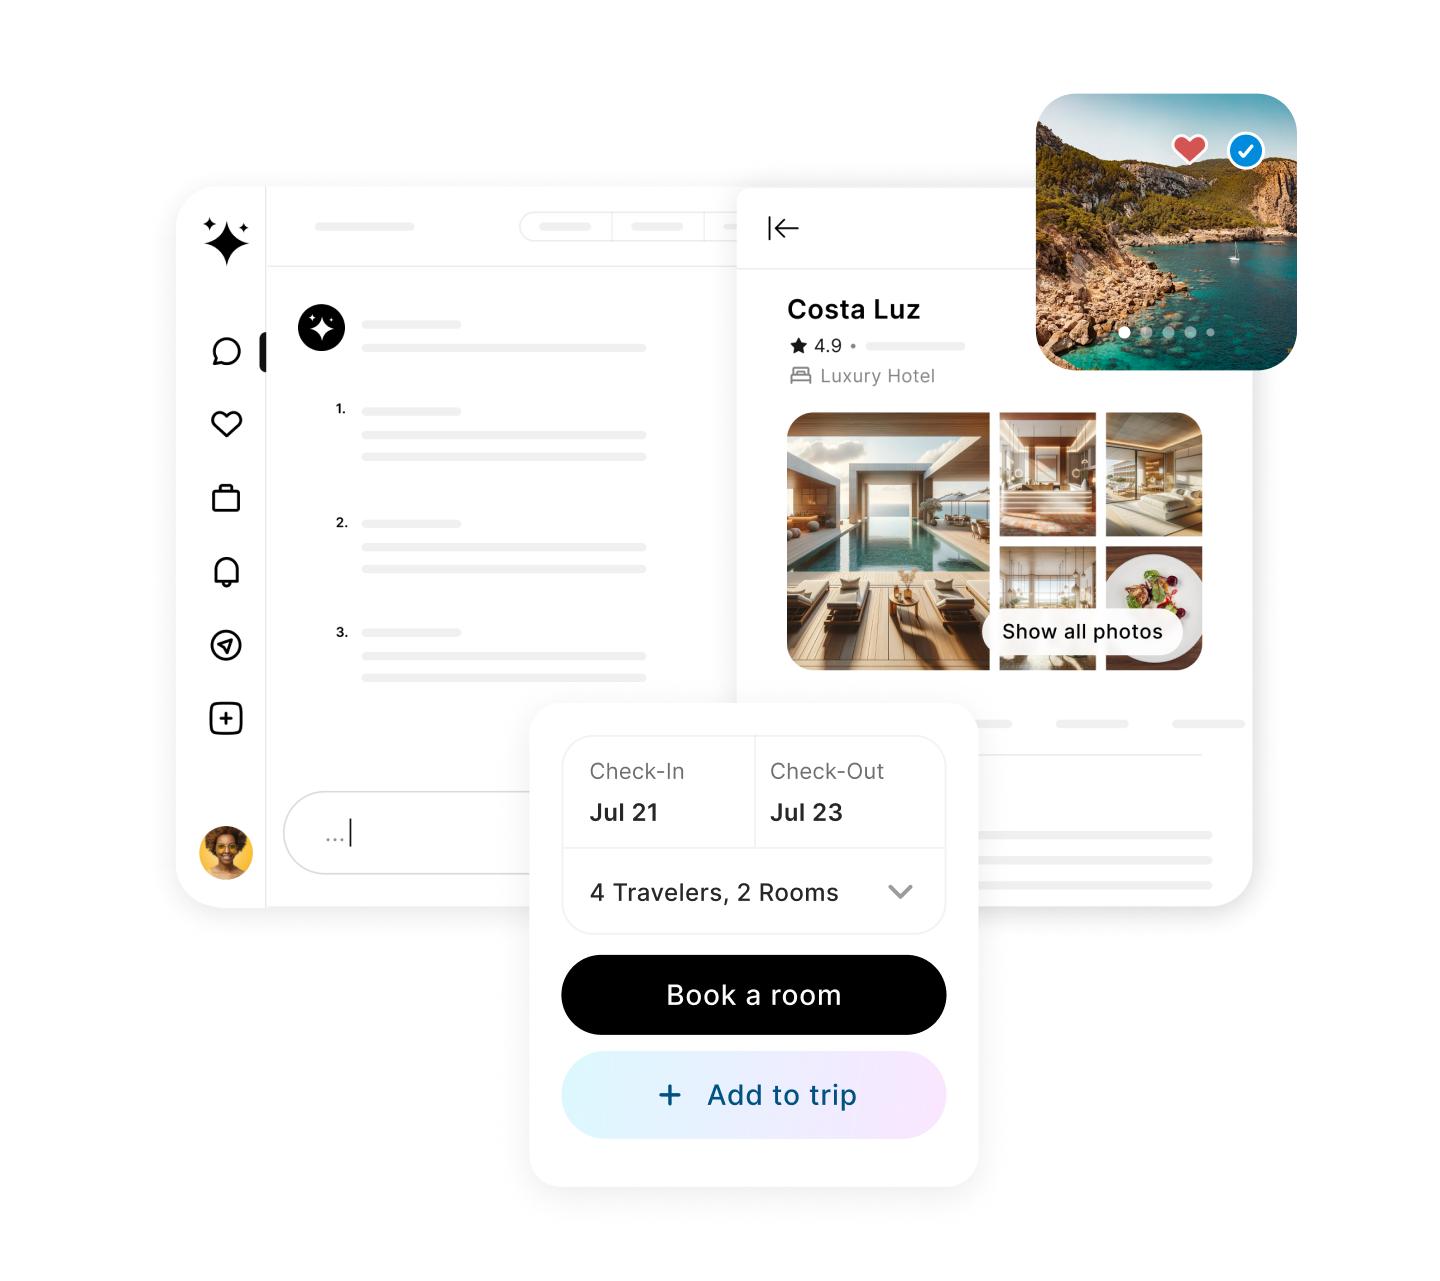 1.
2.
3.
...
Costa Luz
4.9 •
Luxury Hotel
Show all photos
Check-In
Jul 21
Check-Out
Jul 23
4 Travelers, 2 Rooms
Book a room
+ Add to trip